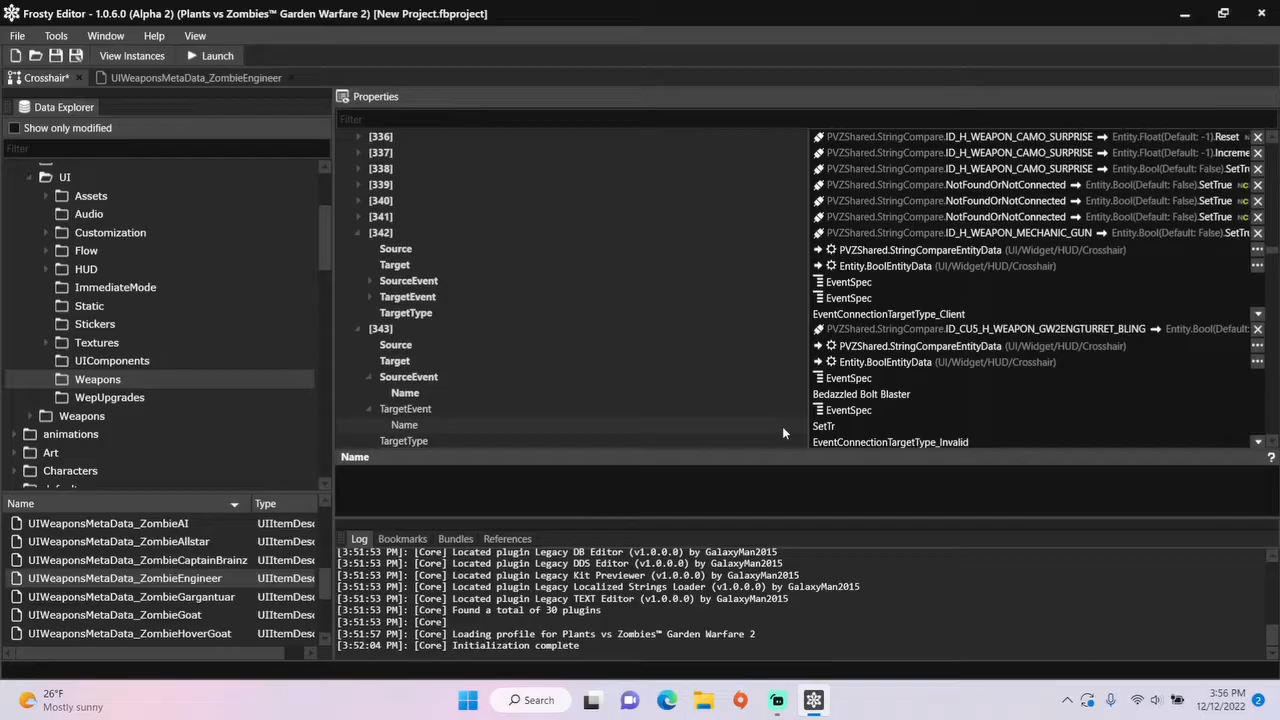 Frosty Editor - 1.0.6.0 (Alpha 2) (Plants vs Zombies™ Garden Warfare 2) [New Project.fbproject]
File Tools Window Help View
View Instances Launch
Crosshair* UIWeaponsMetaData_ZombieEngineer
Data Explorer
Show only modified
Filter
UI
Assets
Audio
Customization
Flow
HUD
ImmediateMode
Static
Stickers
Textures
UIComponents
Weapons
WepUpgrades
Weapons
animations
Art
Characters
Name Type
UIWeaponsMetaData_ZombieAI UIItemDesc
UIWeaponsMetaData_ZombieAllstar UIItemDesc
UIWeaponsMetaData_ZombieCaptainBrainz UIItemDesc
UIWeaponsMetaData_ZombieEngineer UIItemDesc
UIWeaponsMetaData_ZombieGargantuar UIItemDesc
UIWeaponsMetaData_ZombieGoat UIItemDesc
UIWeaponsMetaData_ZombieHoverGoat UIItemDesc
Properties
Filter
[336] PVZShared.StringCompare.ID_H_WEAPON_CAMO_SURPRISE ➞ Entity.Float(Default: -1).Reset
[337] PVZShared.StringCompare.ID_H_WEAPON_CAMO_SURPRISE ➞ Entity.Float(Default: -1).Increme
[338] PVZShared.StringCompare.ID_H_WEAPON_CAMO_SURPRISE ➞ Entity.Bool(Default: False).SetTr
[339] PVZShared.StringCompare.NotFoundOrNotConnected ➞ Entity.Bool(Default: False).SetTrue
[340] PVZShared.StringCompare.NotFoundOrNotConnected ➞ Entity.Bool(Default: False).SetTrue
[341] PVZShared.StringCompare.NotFoundOrNotConnected ➞ Entity.Bool(Default: False).SetTrue
[342] PVZShared.StringCompare.ID_H_WEAPON_MECHANIC_GUN ➞ Entity.Bool(Default: False).SetTr
Source PVZShared.StringCompareEntityData (UI/Widget/HUD/Crosshair)
Target Entity.BoolEntityData (UI/Widget/HUD/Crosshair)
SourceEvent EventSpec
TargetEvent EventSpec
TargetType EventConnectionTargetType_Client
[343] PVZShared.StringCompare.ID_CU5_H_WEAPON_GW2ENGTURRET_BLING ➞ Entity.Bool(Default:
Source PVZShared.StringCompareEntityData (UI/Widget/HUD/Crosshair)
Target Entity.BoolEntityData (UI/Widget/HUD/Crosshair)
SourceEvent EventSpec
Name Bedazzled Bolt Blaster
TargetEvent EventSpec
Name SetTr
TargetType EventConnectionTargetType_Invalid
Name ?
Log Bookmarks Bundles References
[3:51:53 PM]: [Core] Located plugin Legacy DB Editor (v1.0.0.0) by GalaxyMan2015
[3:51:53 PM]: [Core] Located plugin Legacy DDS Editor (v1.0.0.0) by GalaxyMan2015
[3:51:53 PM]: [Core] Located plugin Legacy Kit Previewer (v1.0.0.0) by GalaxyMan2015
[3:51:53 PM]: [Core] Located plugin Legacy Localized Strings Loader (v1.0.0.0) by GalaxyMan2015
[3:51:53 PM]: [Core] Located plugin Legacy TEXT Editor (v1.0.0.0) by GalaxyMan2015
[3:51:53 PM]: [Core] Found a total of 30 plugins
[3:51:53 PM]: [Core]
[3:51:57 PM]: [Core] Loading profile for Plants vs Zombies™ Garden Warfare 2
[3:52:04 PM]: [Core] Initialization complete
26°F
Mostly sunny
Search
3:56 PM
12/12/2022
2